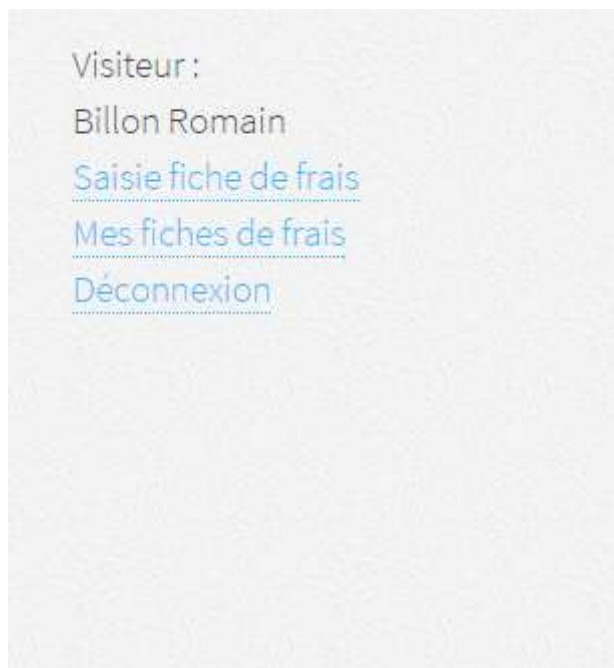 Visiteur :
Billon Romain
Saisie fiche de frais
Mes fiches de frais
Déconnexion